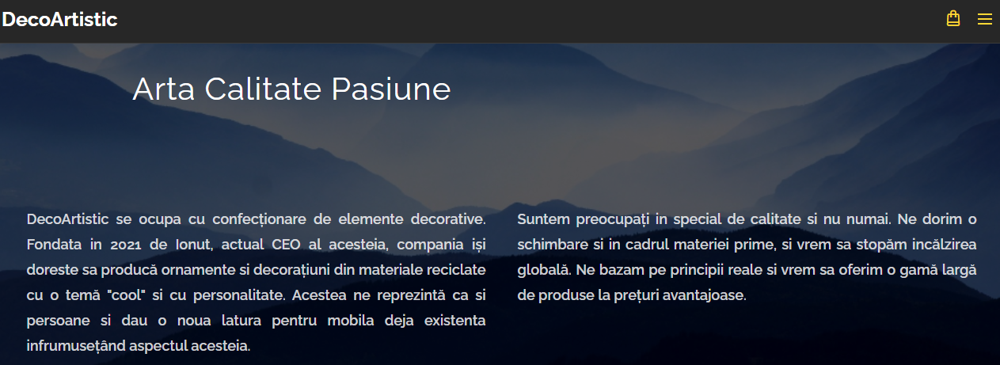 DecoArtistic
Arta Calitate Pasiune
DecoArtistic se ocupa cu confecționare de elemente decorative.
Fondata in 2021 de Ionut, actual CEO al acesteia, compania iși
doreste sa producă ornamente si decorațiuni din materiale reciclate
cu o temă "cool" si cu personalitate. Acestea ne reprezintă ca si
persoane si dau o noua latura pentru mobila deja existenta
infrumusețând aspectul acesteia.
Suntem preocupați in special de calitate si nu numai. Ne dorim o
schimbare si in cadrul materiei prime, si vrem sa stopăm incălzirea
globală. Ne bazam pe principii reale si vrem sa oferim o gamă largă
de produse la prețuri avantajoase.